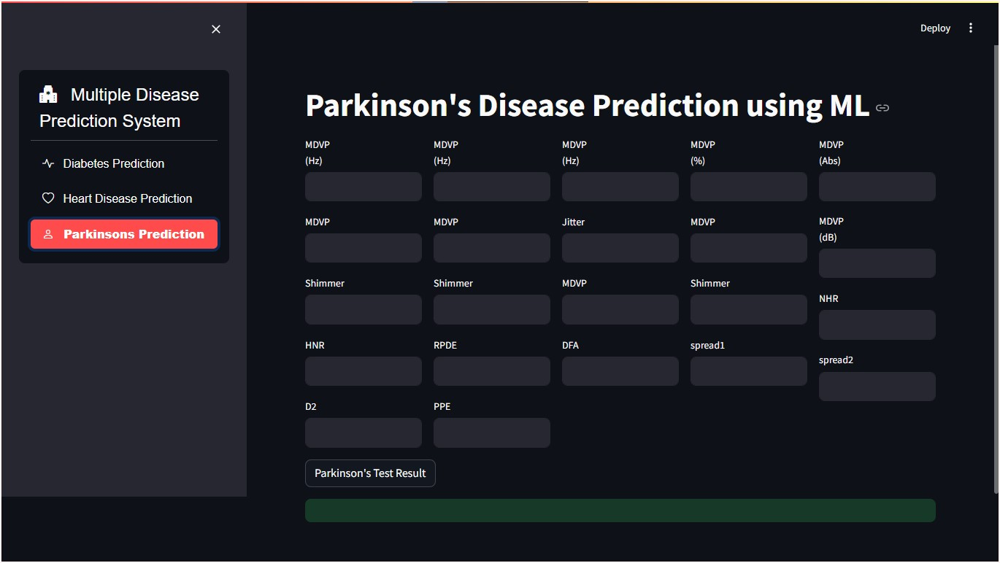 Deploy
Multiple Disease
Prediction System
Diabetes Prediction
Heart Disease Prediction
Parkinsons Prediction
Parkinson's Disease Prediction using ML
MDVP
(Hz)
MDVP
(Hz)
MDVP
(Hz)
MDVP
(%)
MDVP
(Abs)
MDVP
MDVP
Jitter
MDVP
MDVP
(dB)
Shimmer
Shimmer
MDVP
Shimmer
NHR
HNR
RPDE
DFA
spread1
spread2
D2
PPE
Parkinson's Test Result